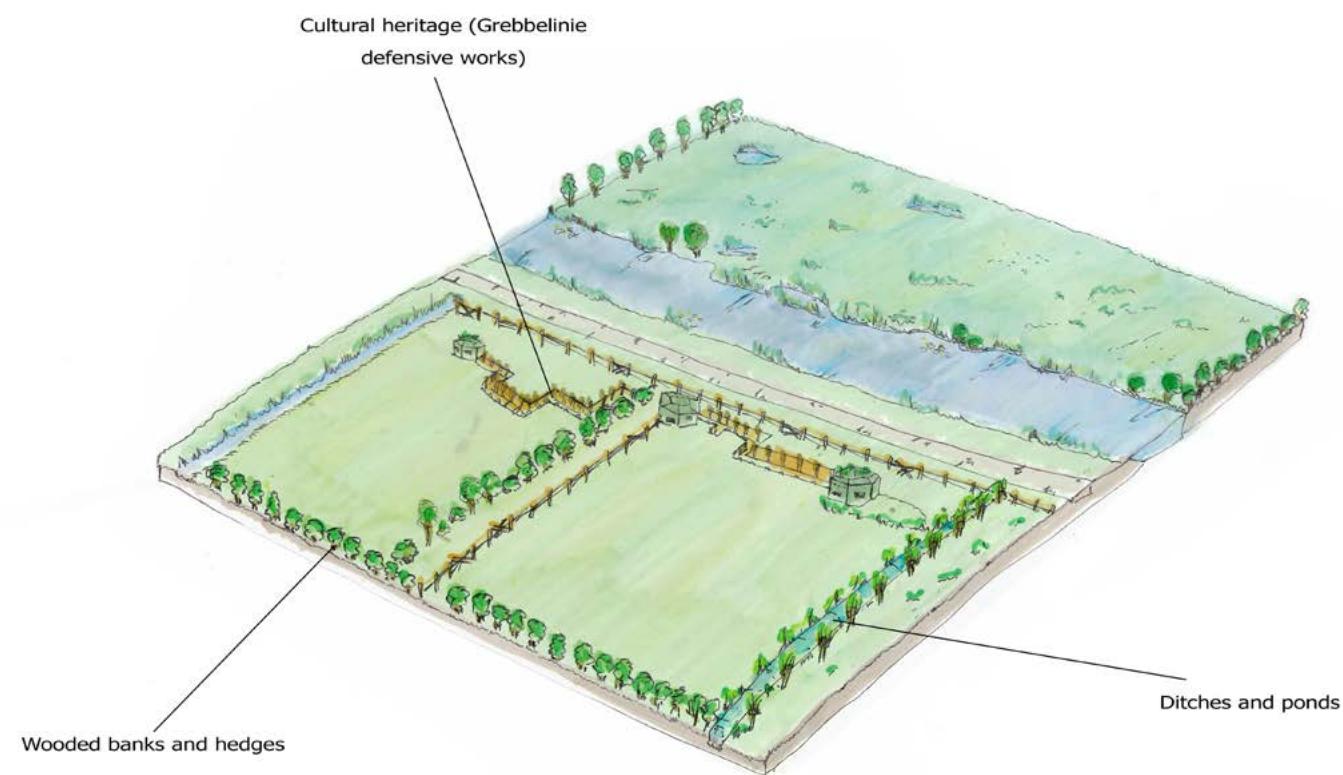 Cultural heritage (Grebbelinie
defensive works)
Ditches and ponds
Wooded banks and hedges